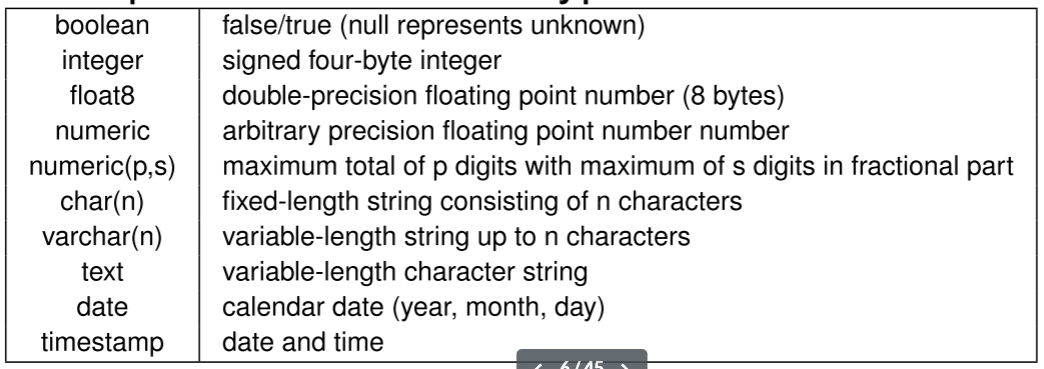 boolean false/true (null represents unknown)
integer signed four-byte integer
float8 double-precision floating point number (8 bytes)
numeric arbitrary precision floating point number number
numeric(p,s) maximum total of p digits with maximum of s digits in fractional part
char(n) fixed-length string consisting of n characters
varchar(n) variable-length string up to n characters
text variable-length character string
date calendar date (year, month, day)
timestamp date and time
6 / 45